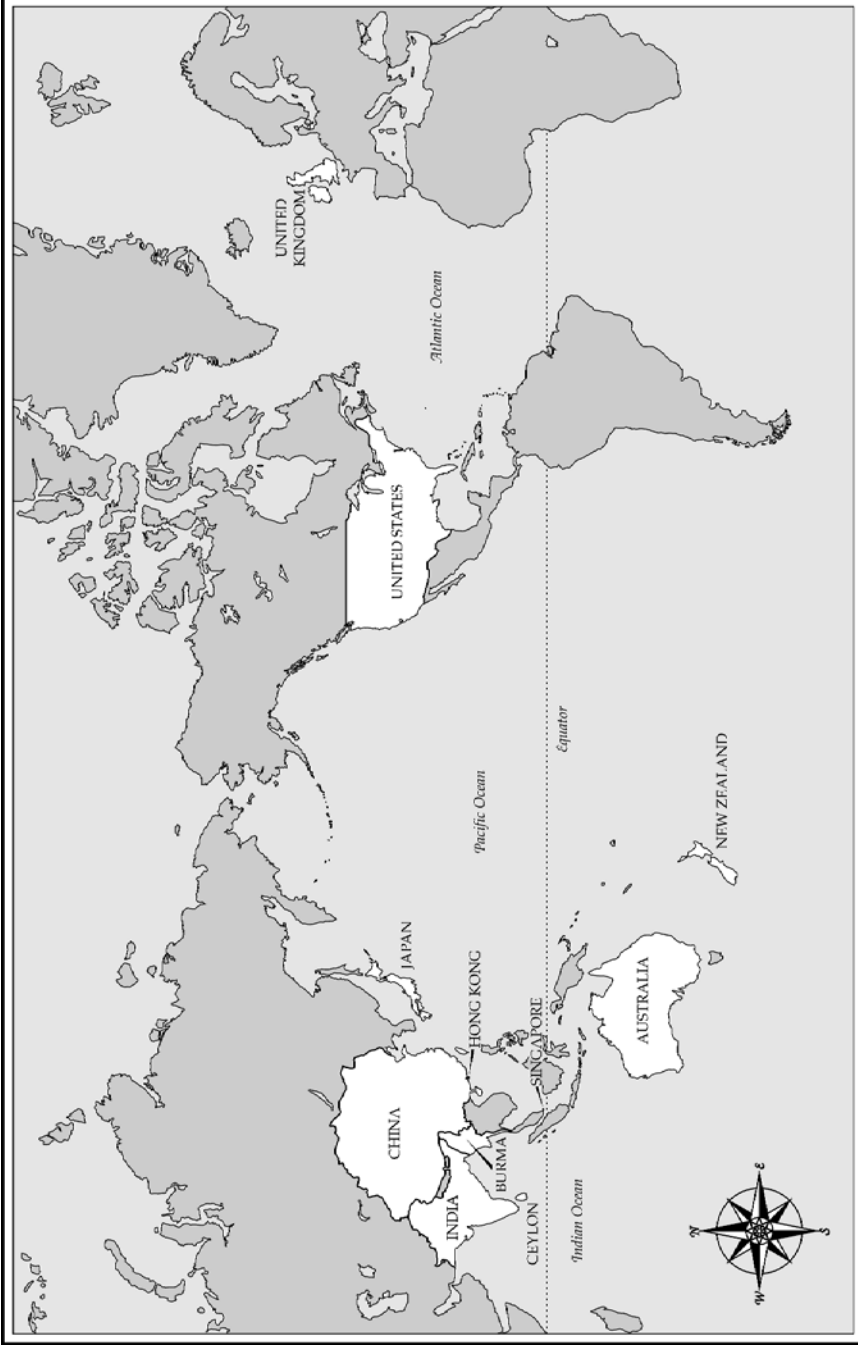 UNITED
KINGDOM
Atlantic Ocean
UNITED STATES
Pacific Ocean
Equator
JAPAN
HONG KONG
CHINA
SINGAPORE
BURMA
INDIA
CEYLON
Indian Ocean
AUSTRALIA
NEW ZEALAND
N
W
E
S